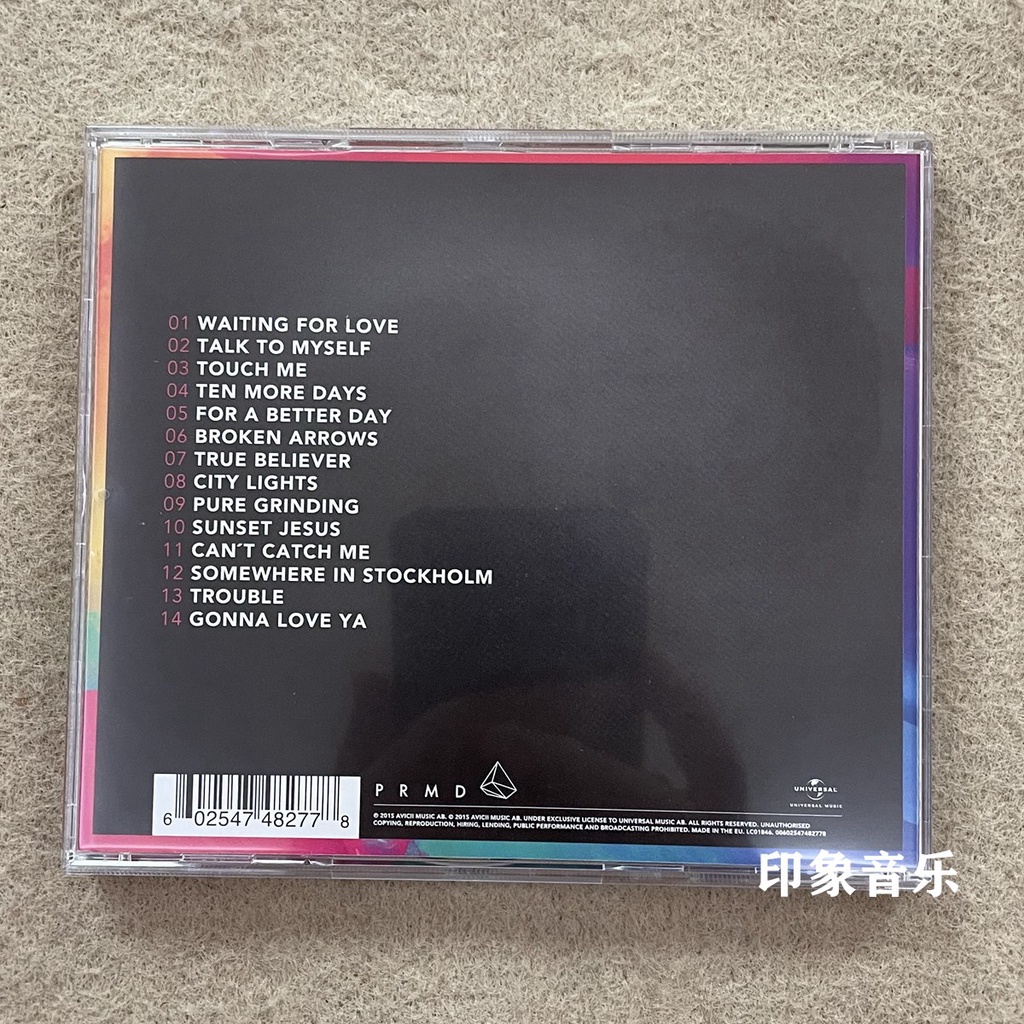 01 WAITING FOR LOVE
02 TALK TO MYSELF
03 TOUCH ME
04 TEN MORE DAYS
05 FOR A BETTER DAY
06 BROKEN ARROWS
07 TRUE BELIEVER
08 CITY LIGHTS
09 PURE GRINDING
10 SUNSET JESUS
11 CAN´T CATCH ME
12 SOMEWHERE IN STOCKHOLM
13 TROUBLE
14 GONNA LOVE YA
6 02547 48277 8
PRMD
UNIVERSAL
UNIVERSAL MUSIC
℗ 2015 AVICII MUSIC AB. © 2015 AVICII MUSIC AB. UNDER EXCLUSIVE LICENSE TO UNIVERSAL MUSIC AB. ALL RIGHTS RESERVED. UNAUTHORISED
COPYING, REPRODUCTION, HIRING, LENDING, PUBLIC PERFORMANCE AND BROADCASTING PROHIBITED. MADE IN THE EU. LC01846. 00602547482778
印象音乐